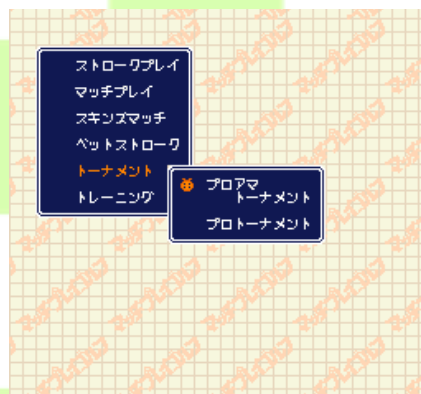 ストロークプレイ
マッチプレイ
スキンズマッチ
ベットストローク
トーナメント
トレーニング
プロアマ
トーナメント
プロトーナメント